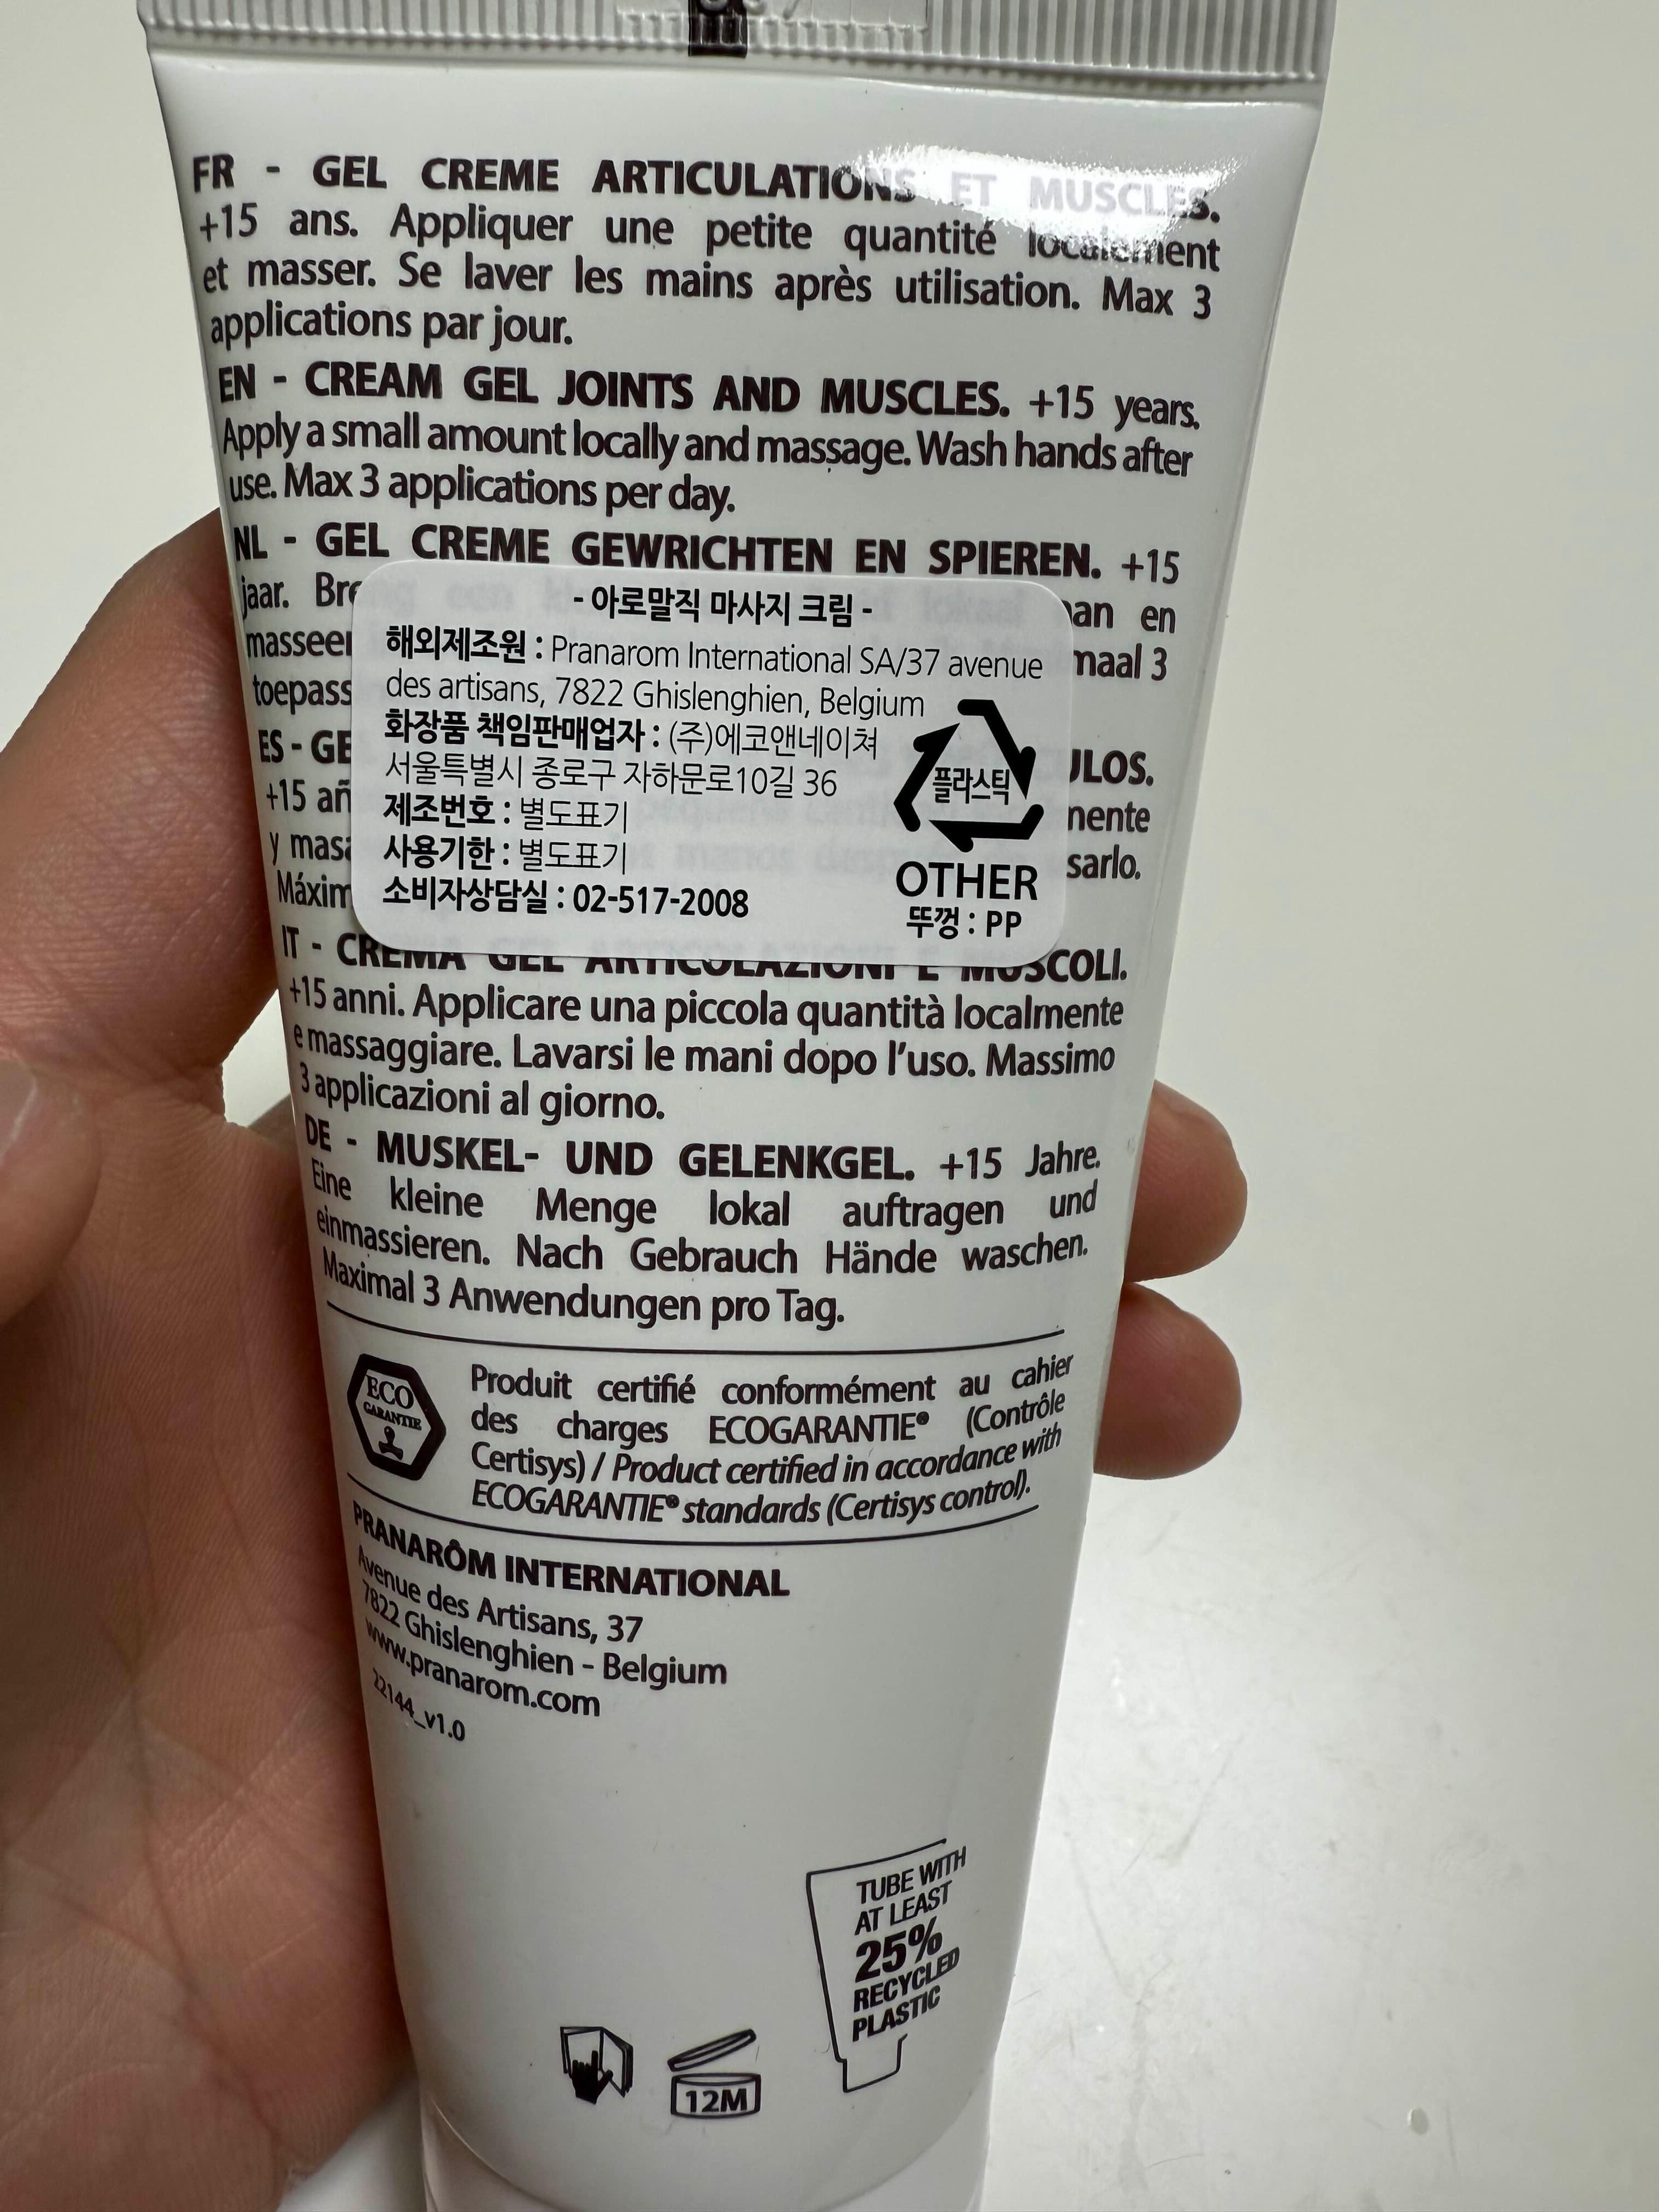 FR - GEL CREME ARTICULATIONS ET MUSCLES.
+15 ans. Appliquer une petite quantité localement
et masser. Se laver les mains après utilisation. Max 3
applications par jour.
EN - CREAM GEL JOINTS AND MUSCLES. +15 years.
Apply a small amount locally and massage. Wash hands after
use. Max 3 applications per day.
NL - GEL CREME GEWRICHTEN EN SPIEREN. +15
jaar. aan en
maal 3
- 아로말직 마사지 크림 -
해외제조원 : Pranarom International SA/37 avenue
des artisans, 7822 Ghislenghien, Belgium
화장품 책임판매업자 : (주)에코앤네이쳐
서울특별시 종로구 자하문로10길 36
제조번호 : 별도표기
사용기한 : 별도표기
소비자상담실 : 02-517-2008
플라스틱
OTHER
뚜껑 : PP
ES - GE ULOS.
+15 añ mente
y masa sarlo.
Máxim
IT - CREMA GEL ARTICOLAZIONI E MUSCOLI.
+15 anni. Applicare una piccola quantità localmente
e massaggiare. Lavarsi le mani dopo l'uso. Massimo
3 applicazioni al giorno.
DE - MUSKEL- UND GELENKGEL. +15 Jahre.
Eine kleine Menge lokal auftragen und
einmassieren. Nach Gebrauch Hände waschen.
Maximal 3 Anwendungen pro Tag.
ECO
GARANTIE
Produit certifié conformément au cahier
des charges ECOGARANTIE® (Contrôle
Certisys) / Product certified in accordance with
ECOGARANTIE® standards (Certisys control).
PRANARÔM INTERNATIONAL
Avenue des Artisans, 37
7822 Ghislenghien - Belgium
www.pranarom.com
22144_v1.0
TUBE WITH
AT LEAST
25%
RECYCLED
PLASTIC
12M